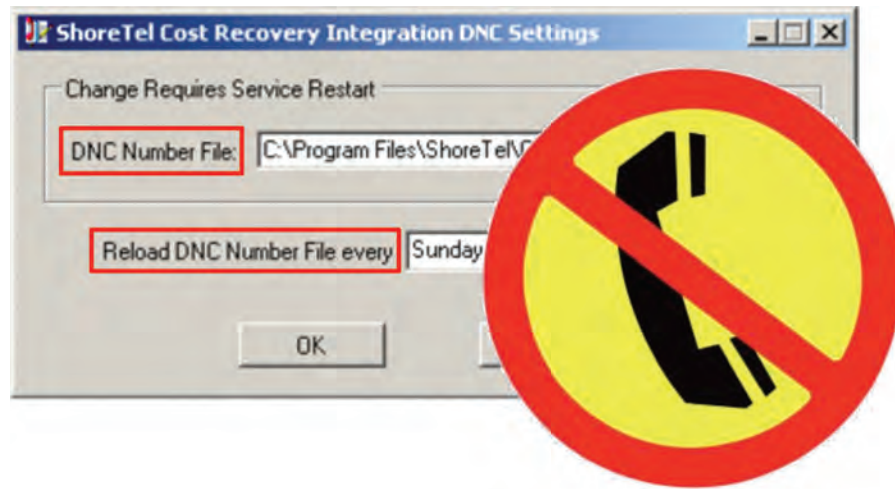 ShoreTel Cost Recovery Integration DNC Settings
Change Requires Service Restart
DNC Number File: C:\Program Files\ShoreTel\
Reload DNC Number File every Sunday
OK